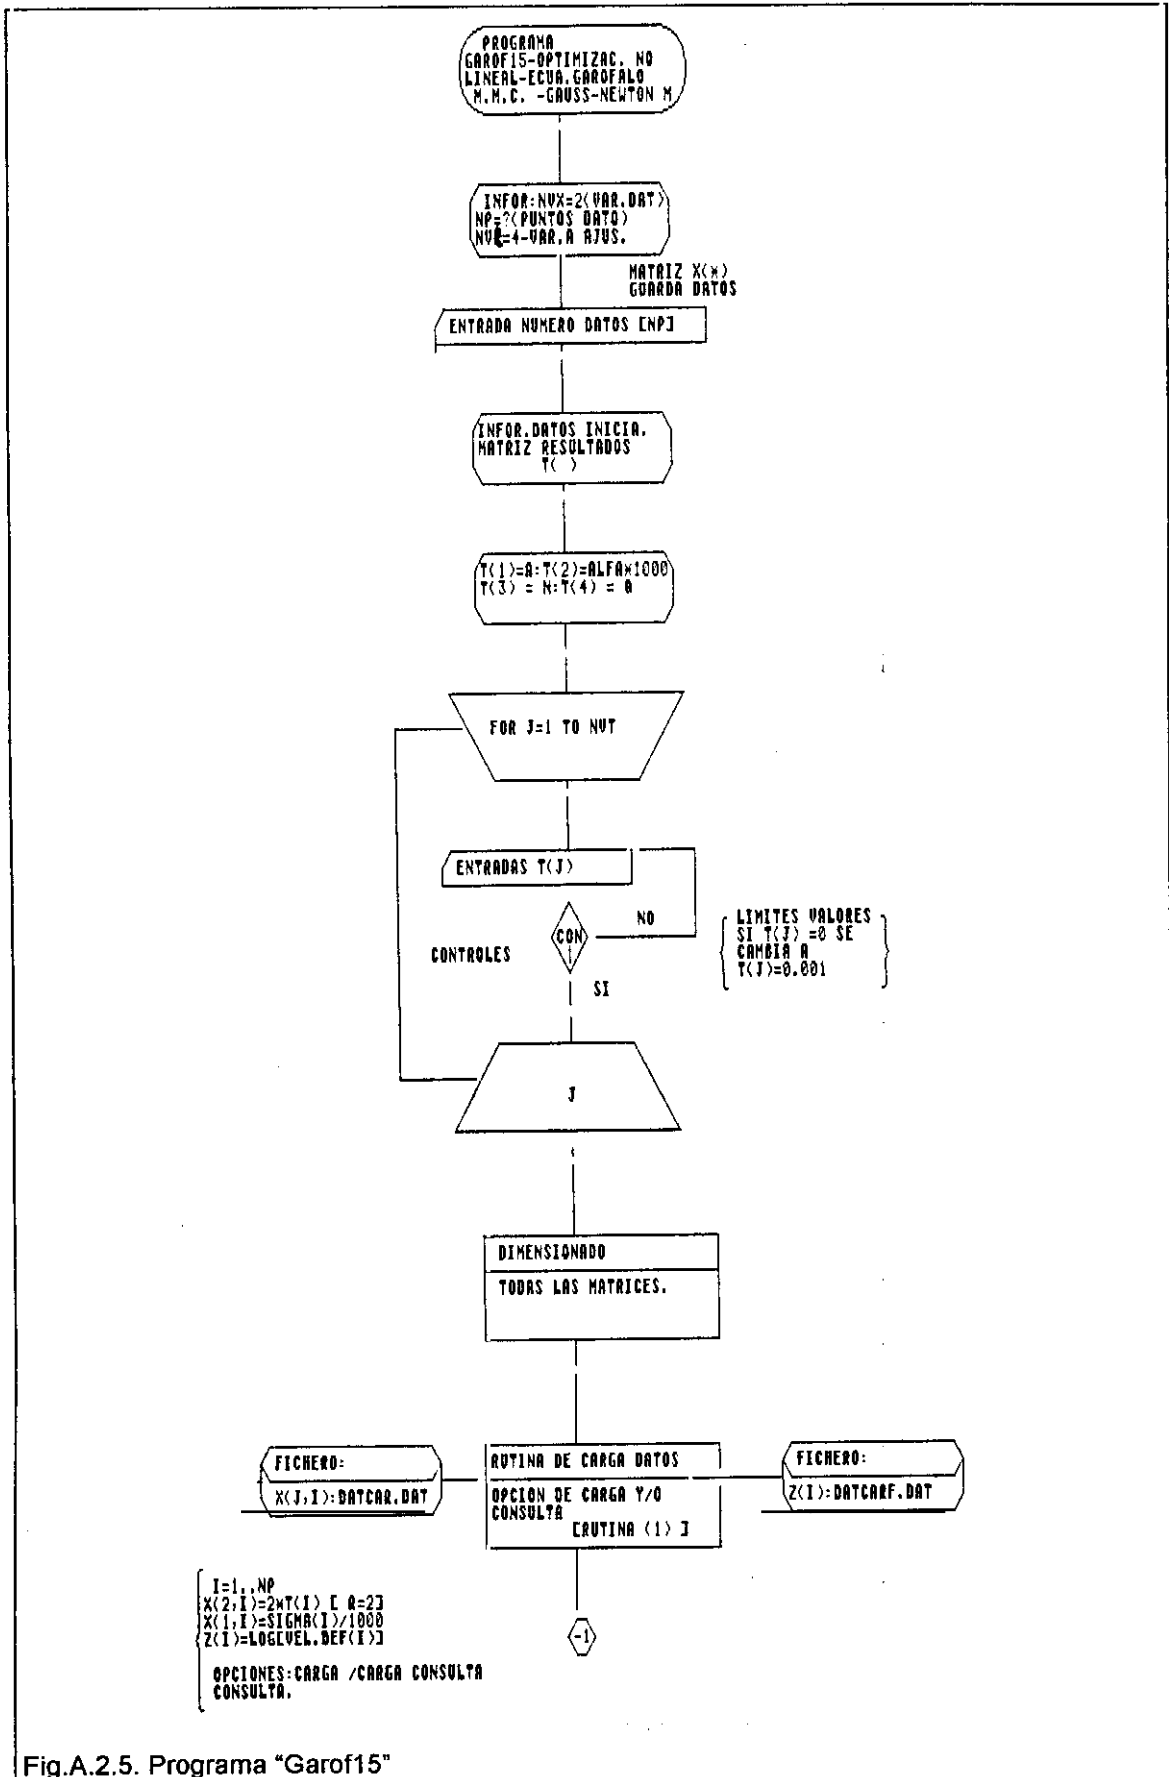 PROGRAMA
GAROF15-OPTIMIZAC. NO
LINEAL-ECUA.GAROFALO
M.M.C. -GAUSS-NEWTON M
INFOR:NVX=2(VAR.DAT)
NP=?(PUNTOS DATO)
=4-VAR.A AJUS.
MATRIZ X(*)
GUARDA DATOS
ENTRADA NUMERO DATOS [NP]
INFOR.DATOS INICIA.
MATRIZ RESULTADOS
T( )
T(1)=A:T(2)=ALFA*1000
T(3) = N:T(4) = A
FOR J=1 TO NVT
ENTRADAS T(J)
NO
CON
CONTROLES
LIMITES VALORES
SI T(J) =0 SE
CAMBIA A
T(J)=0.001
SI
J
DIMENSIONADO
TODAS LAS MATRICES.
FICHERO:
X(J,I):DATCAR.DAT
RUTINA DE CARGA DATOS
OPCION DE CARGA Y/O
CONSULTA
[RUTINA (1) ]
FICHERO:
Z(I):DATCARF.DAT
I=1..NP
X(2,I)=2*T(I) [ R=2]
X(1,I)=SIGMA(I)/1000
Z(I)=LOG[VEL.DEF(I)]
OPCIONES:CARGA /CARGA CONSULTA
CONSULTA.
-1
Fig.A.2.5. Programa "Garof15"